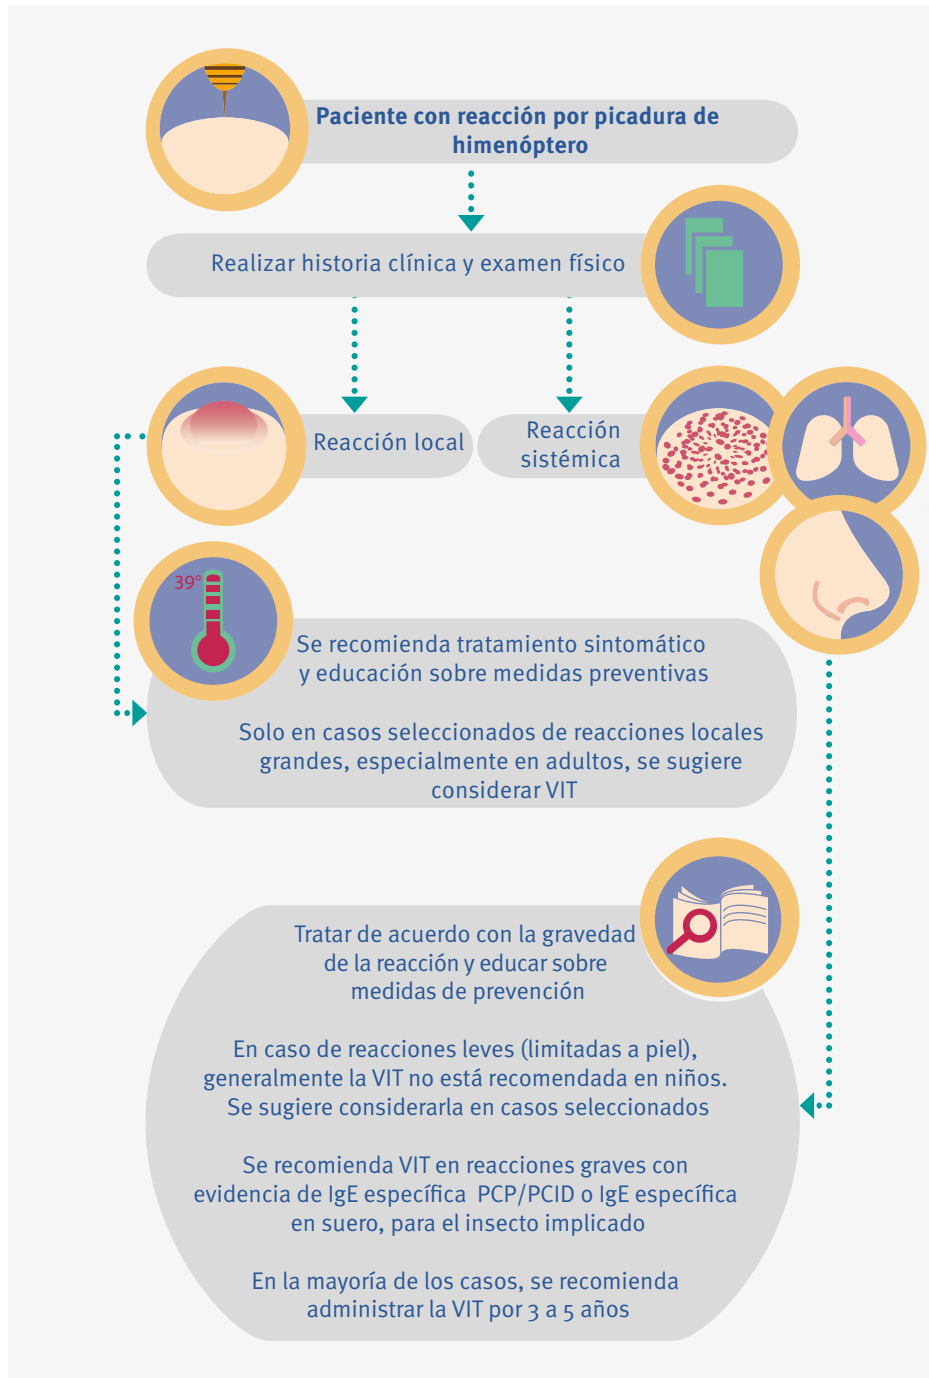 Paciente con reacción por picadura de
himenóptero
Realizar historia clínica y examen físico
Reacción local
Reacción
sistémica
39°
Se recomienda tratamiento sintomático
y educación sobre medidas preventivas
Solo en casos seleccionados de reacciones locales
grandes, especialmente en adultos, se sugiere
considerar VIT
Tratar de acuerdo con la gravedad
de la reacción y educar sobre
medidas de prevención
En caso de reacciones leves (limitadas a piel),
generalmente la VIT no está recomendada en niños.
Se sugiere considerarla en casos seleccionados
Se recomienda VIT en reacciones graves con
evidencia de IgE específica PCP/PCID o IgE específica
en suero, para el insecto implicado
En la mayoría de los casos, se recomienda
administrar la VIT por 3 a 5 años